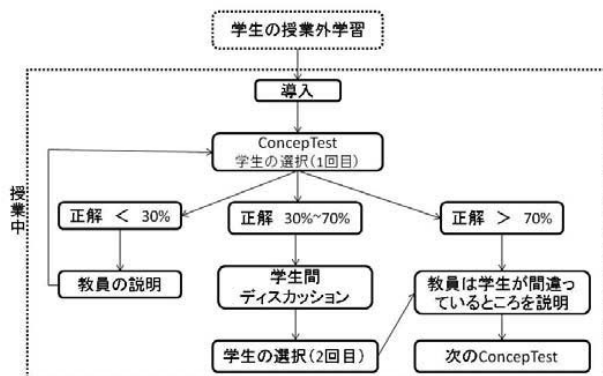 学生の授業外学習
導入
ConcepTest
学生の選択(1回目)
授業中
正解 < 30%
正解 30%~70%
正解 > 70%
教員の説明
学生間
ディスカッション
教員は学生が間違っ
ているところを説明
学生の選択(2回目)
次のConcepTest